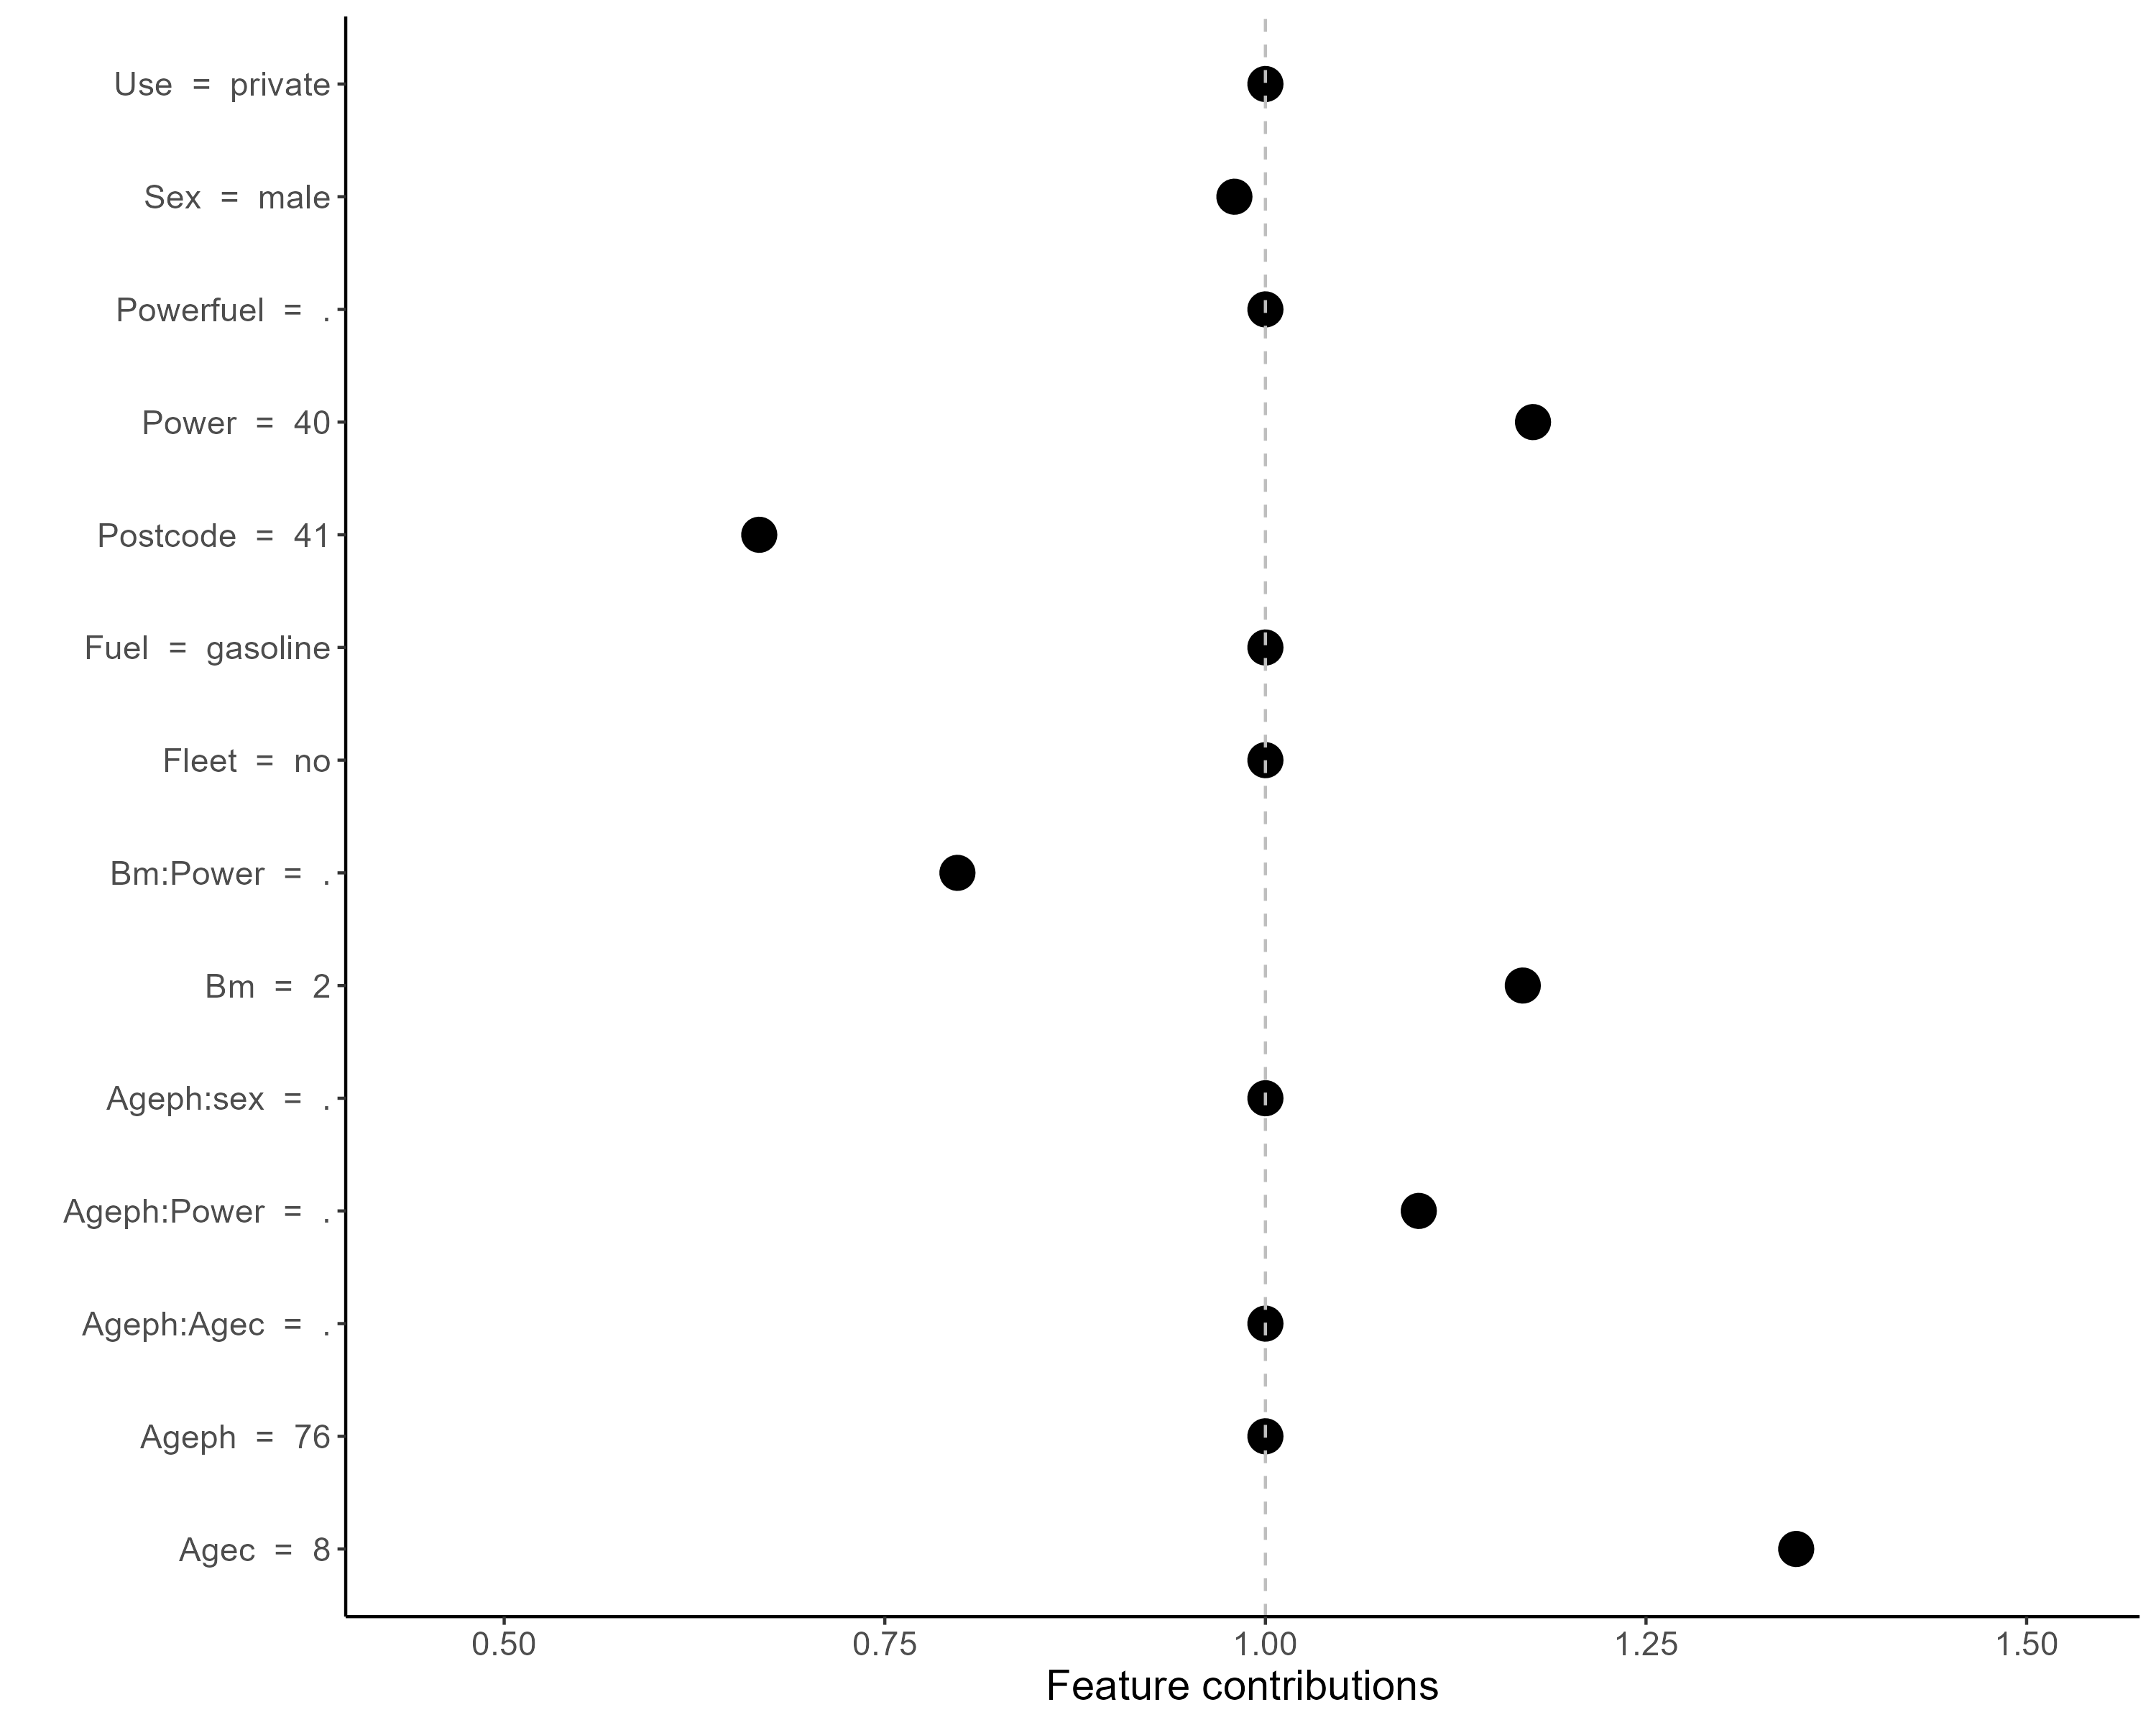 Use = private
Sex = male
Powerfuel = .
Power = 40
Postcode = 41
Fuel = gasoline
Fleet = no
Bm:Power = .
Bm = 2
Ageph:sex = .
Ageph:Power = .
Ageph:Agec = .
Ageph = 76
Agec = 8
0.50 0.75 1.00 1.25 1.50
Feature contributions